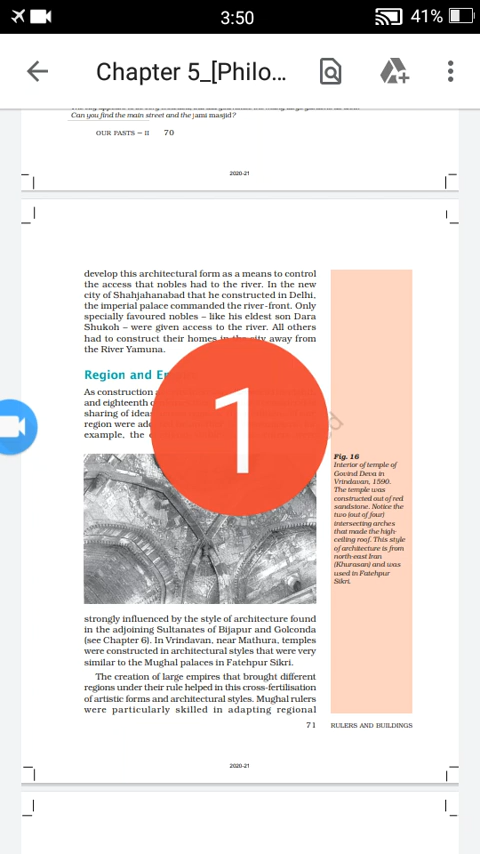 3:50
41%
Chapter 5_[Philo...
Can you find the main street and the jami masjid?
OUR PASTS – II 70
2020-21
develop this architectural form as a means to control
the access that nobles had to the river. In the new
city of Shahjahanabad that he constructed in Delhi,
the imperial palace commanded the river-front. Only
specially favoured nobles – like his eldest son Dara
Shukoh – were given access to the river. All others
had to construct their homes in the city away from
the River Yamuna.
Region and
As construction
and eighteenth
sharing of ideas
region were
example, the
1
Fig. 16
Interior of temple of
Govind Deva in
Vrindavan, 1590.
The temple was
constructed out of red
sandstone. Notice the
two (out of four)
intersecting arches
that made the high-
ceiling roof. This style
of architecture is from
north-east Iran
(Khurasan) and was
used in Fatehpur
Sikri.
strongly influenced by the style of architecture found
in the adjoining Sultanates of Bijapur and Golconda
(see Chapter 6). In Vrindavan, near Mathura, temples
were constructed in architectural styles that were very
similar to the Mughal palaces in Fatehpur Sikri.
The creation of large empires that brought different
regions under their rule helped in this cross-fertilisation
of artistic forms and architectural styles. Mughal rulers
were particularly skilled in adapting regional
71 RULERS AND BUILDINGS
2020-21